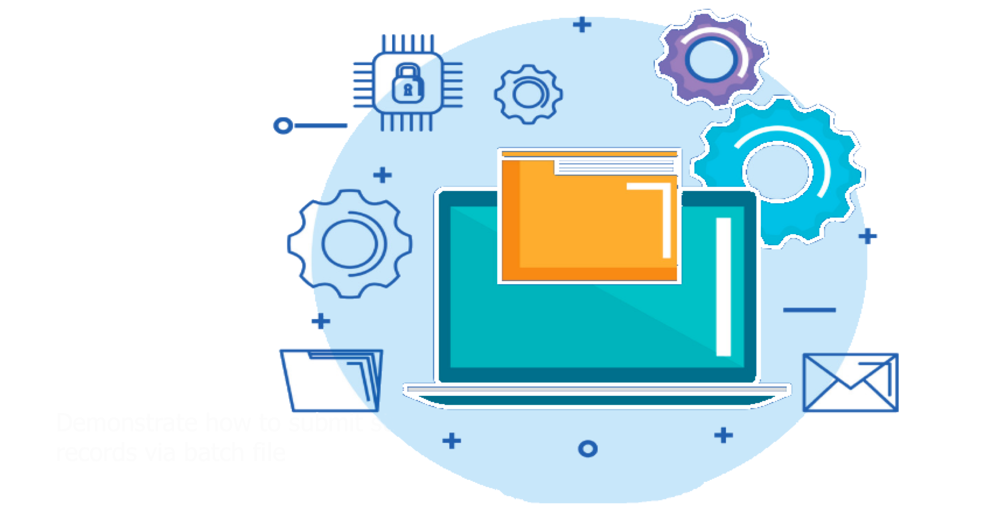 Demonstrate how to submit s
records via batch file